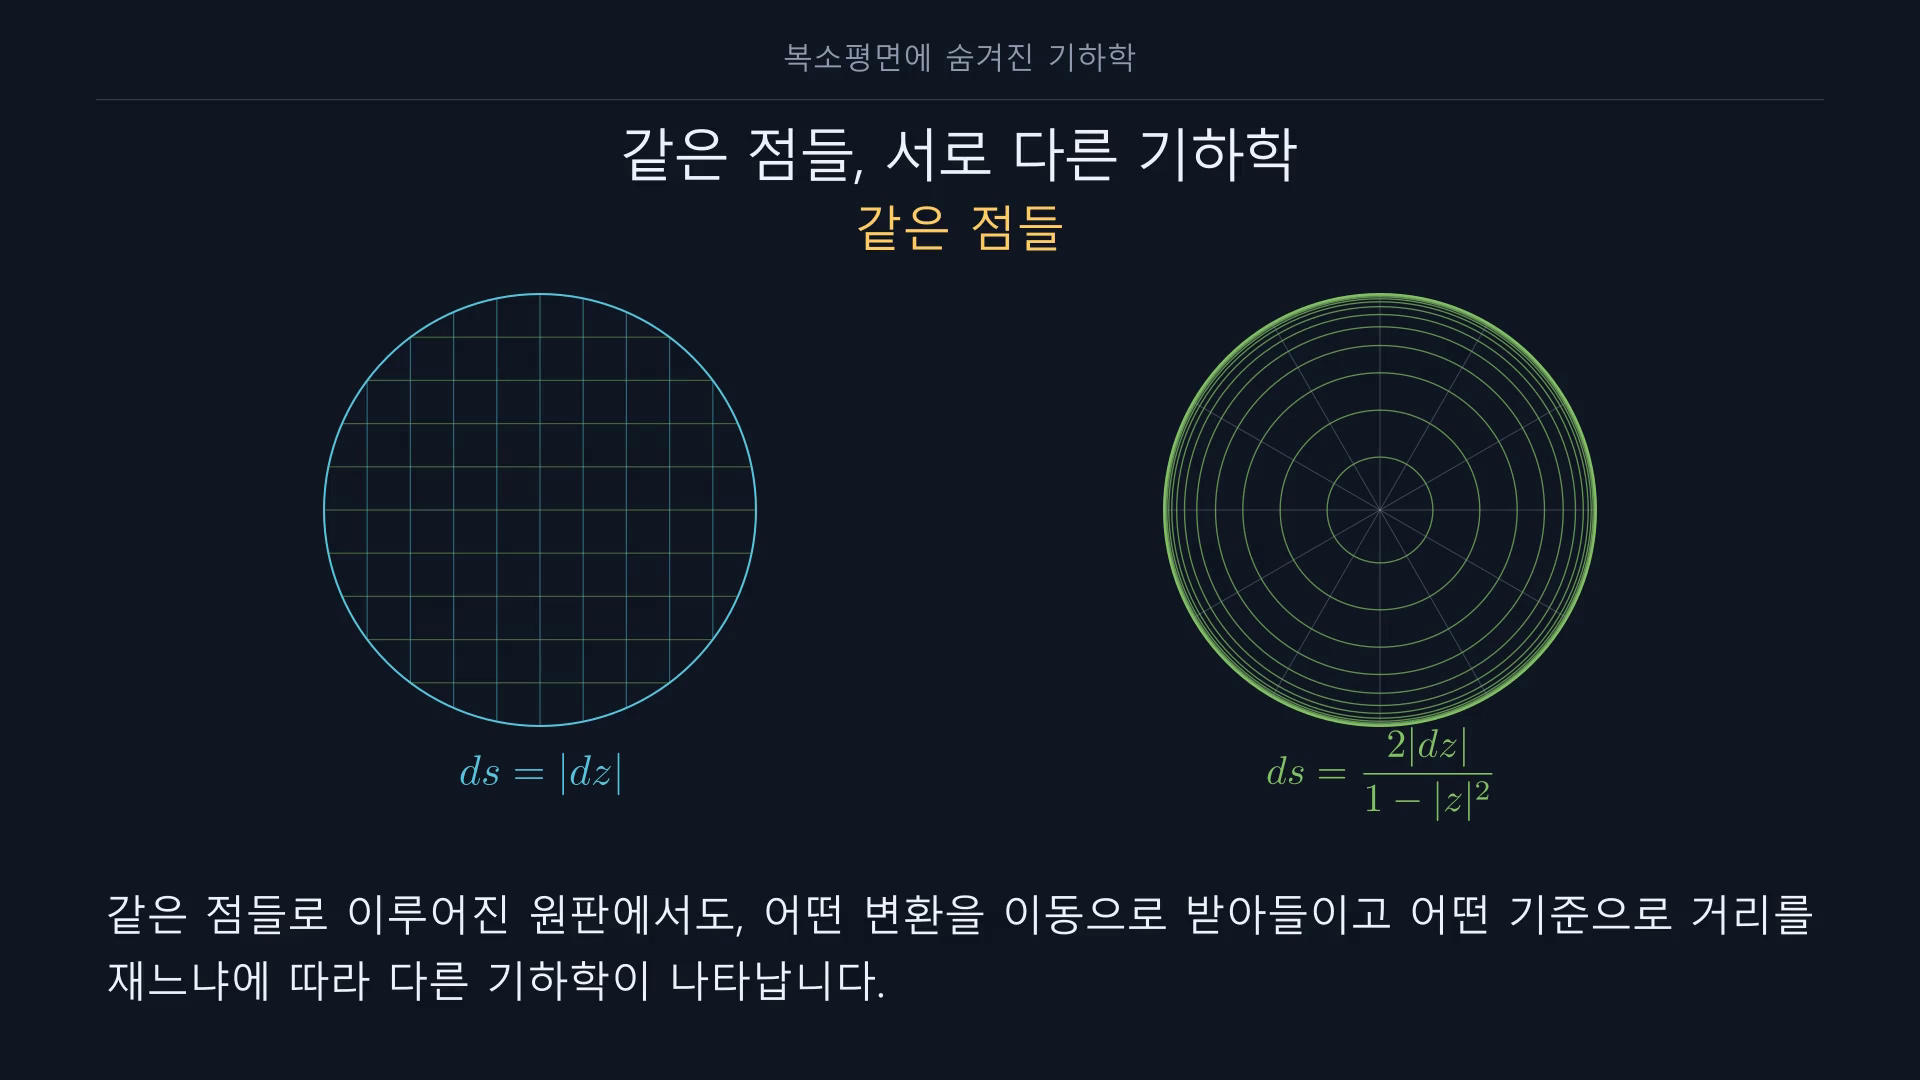 복소평면에 숨겨진 기하학
같은 점들, 서로 다른 기하학
같은 점들
ds = |dz|
ds = 2|dz| / 1 − |z|²
같은 점들로 이루어진 원판에서도, 어떤 변환을 이동으로 받아들이고 어떤 기준으로 거리를
재느냐에 따라 다른 기하학이 나타납니다.